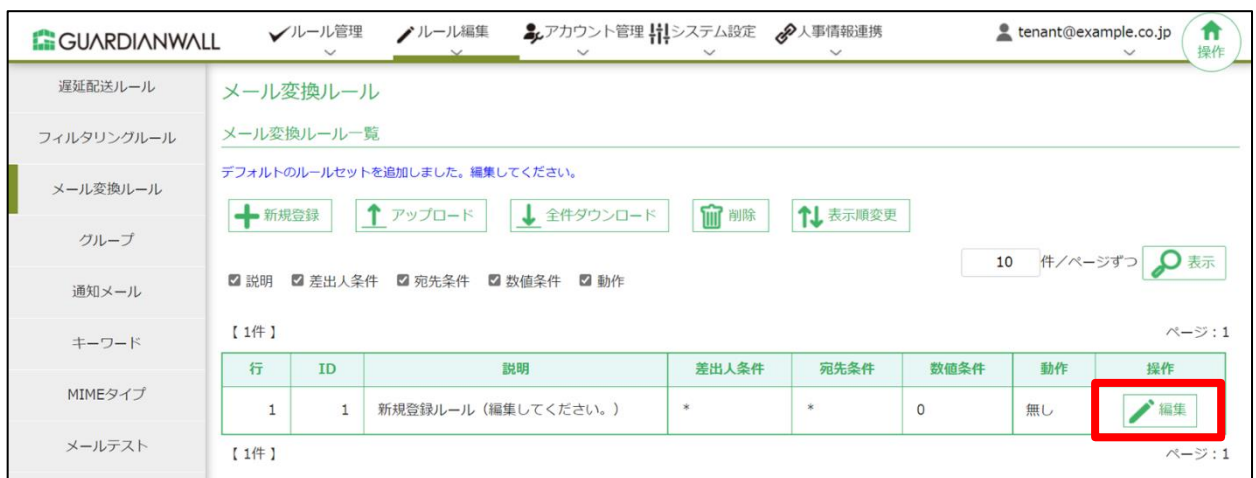 GUARDIANWALL ルール管理 ルール編集 アカウント管理 システム設定 人事情報連携 tenant@example.co.jp 操作
遅延配送ルール
フィルタリングルール
メール変換ルール
グループ
通知メール
キーワード
MIMEタイプ
メールテスト
メール変換ルール
メール変換ルール一覧
デフォルトのルールセットを追加しました。編集してください。
新規登録 アップロード 全件ダウンロード 削除 表示順変更
10 件/ページずつ 表示
説明 差出人条件 宛先条件 数値条件 動作
【 1件 】 ページ : 1
行 ID 説明 差出人条件 宛先条件 数値条件 動作 操作
1 1 新規登録ルール(編集してください。) * * 0 無し 編集
【 1件 】 ページ : 1